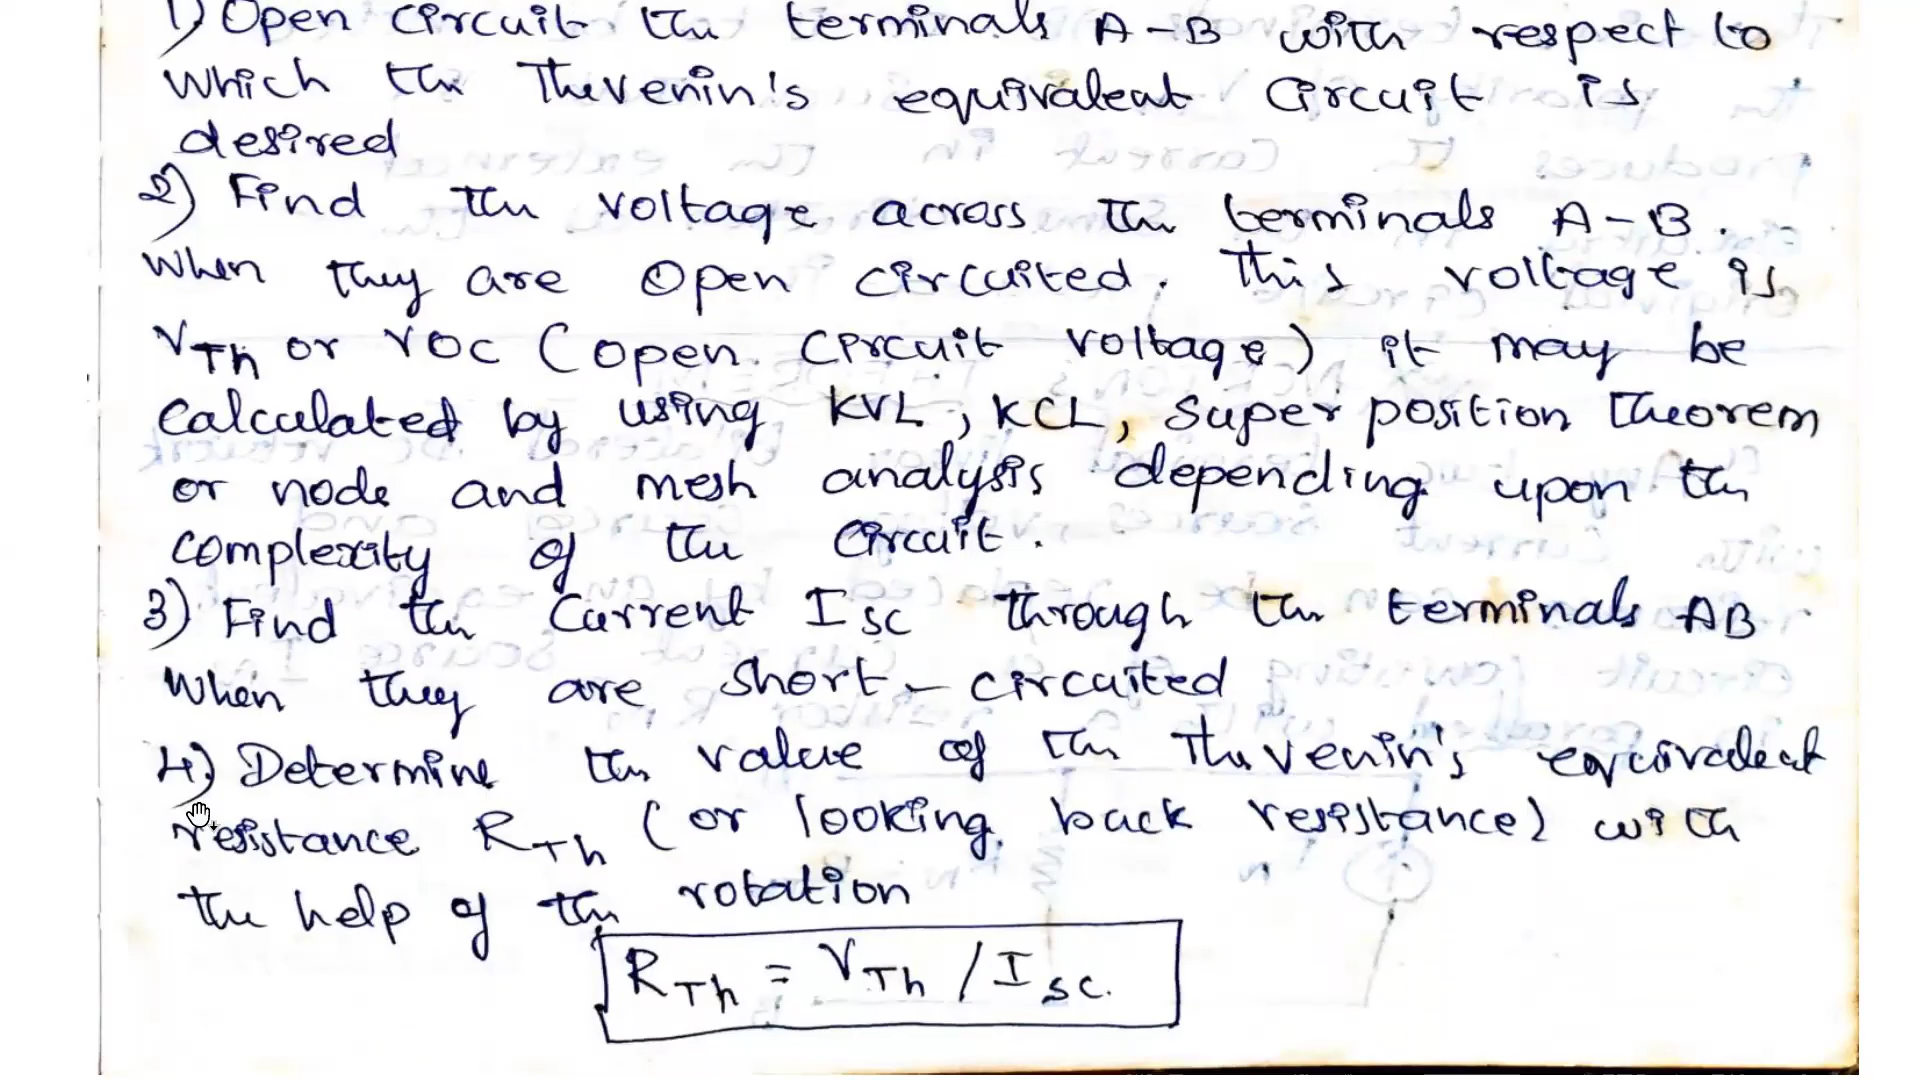 1) Open circuit the terminals A-B with respect to
which the Thevenin's equivalent circuit is
desired
2) Find the voltage across the terminals A-B.
when they are open circuited. This voltage is
VTh or VOC (open circuit voltage) it may be
calculated by using KVL, KCL, super position theorem
or node and mesh analysis depending upon the
complexity of the circuit.
3) Find the current Isc through the terminals AB
when they are short-circuited
4) Determine the value of the Thevenin's equivalent
resistance RTh (or looking back resistance) with
the help of the rotation
RTh = VTh / Isc.